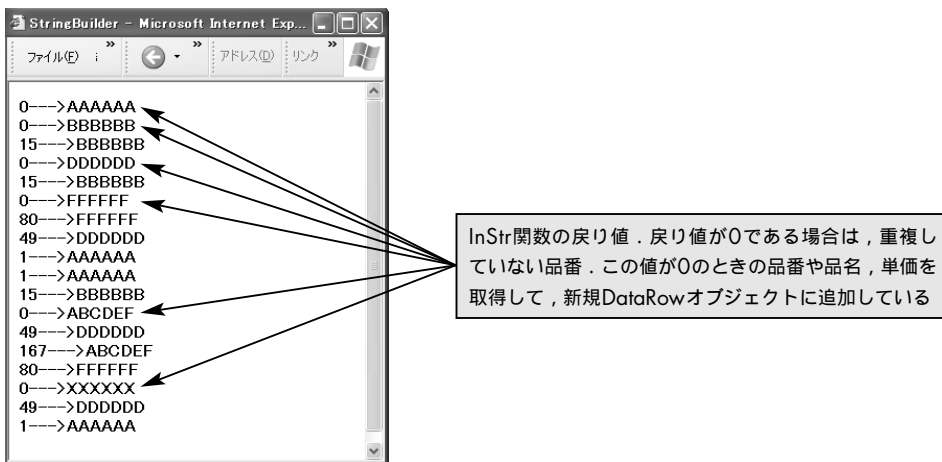 StringBuilder - Microsoft Internet Exp...
ファイル(F) : » » アドレス(D) リンク »
0--->AAAAAA
0--->BBBBBB
15--->BBBBBB
0--->DDDDDD
15--->BBBBBB
0--->FFFFFF
80--->FFFFFF
49--->DDDDDD
1--->AAAAAA
1--->AAAAAA
15--->BBBBBB
0--->ABCDEF
49--->DDDDDD
167--->ABCDEF
80--->FFFFFF
0--->XXXXXX
49--->DDDDDD
1--->AAAAAA
InStr関数の戻り値．戻り値が0である場合は，重複し
ていない品番．この値が0のときの品番や品名，単価を
取得して，新規DataRowオブジェクトに追加している